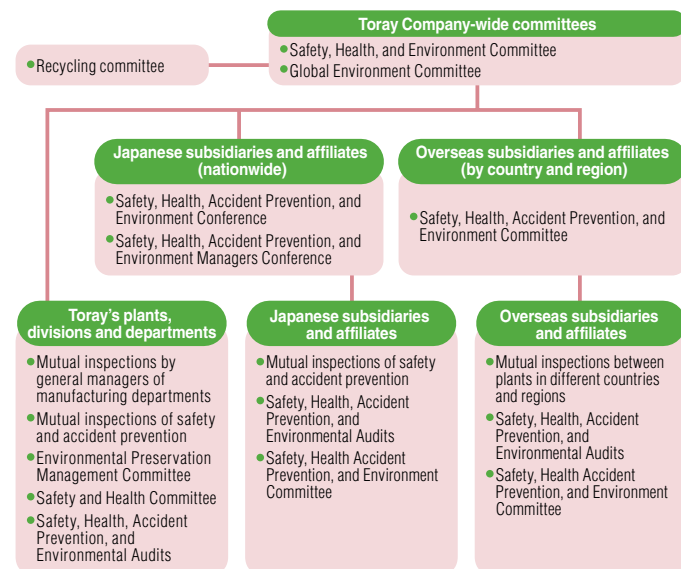 Toray Company-wide committees
•Safety, Health, and Environment Committee
•Global Environment Committee
•Recycling committee
Japanese subsidiaries and affiliates
(nationwide)
•Safety, Health, Accident Prevention, and
Environment Conference
•Safety, Health, Accident Prevention, and
Environment Managers Conference
Overseas subsidiaries and affiliates
(by country and region)
•Safety, Health, Accident Prevention, and
Environment Committee
Toray's plants,
divisions and departments
•Mutual inspections by
general managers of
manufacturing departments
•Mutual inspections of safety
and accident prevention
•Environmental Preservation
Management Committee
•Safety and Health Committee
•Safety, Health, Accident
Prevention, and
Environmental Audits
Japanese subsidiaries
and affiliates
•Mutual inspections of safety
and accident prevention
•Safety, Health, Accident
Prevention, and
Environmental Audits
•Safety, Health Accident
Prevention, and Environment
Committee
Overseas subsidiaries
and affiliates
•Mutual inspections between
plants in different countries
and regions
•Safety, Health, Accident
Prevention, and
Environmental Audits
•Safety, Health Accident
Prevention, and Environment
Committee